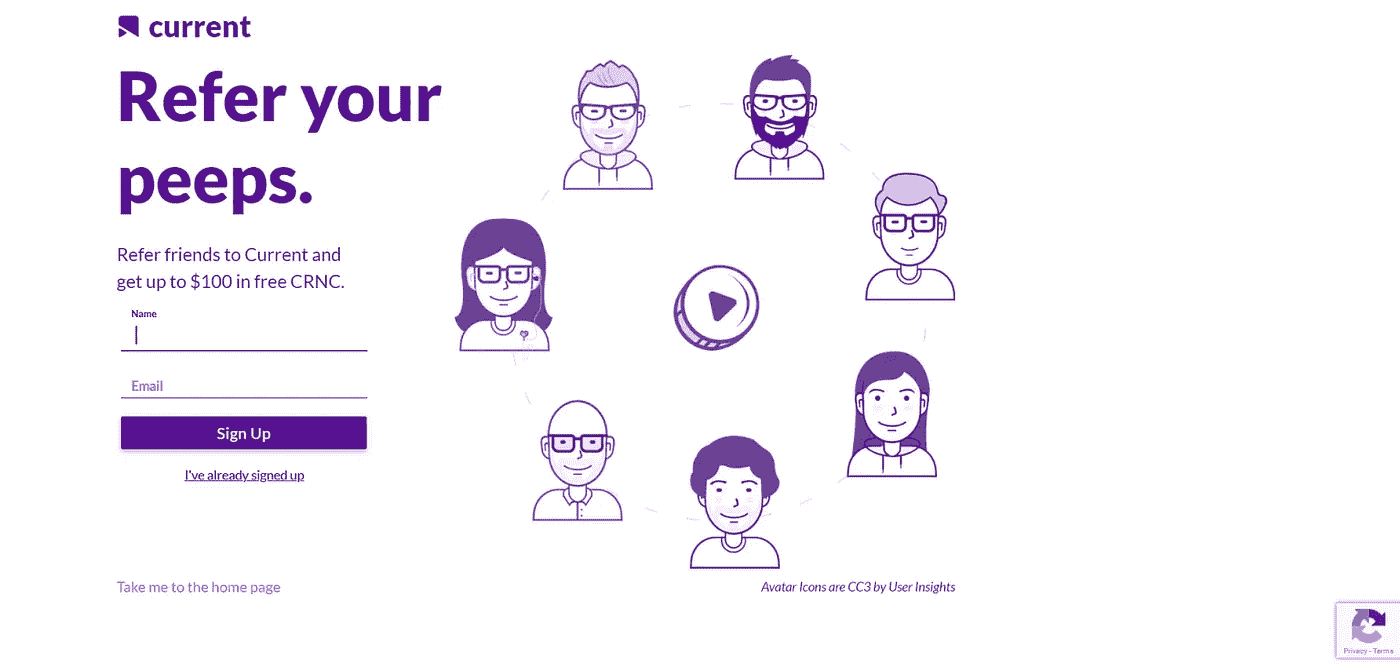 current
Refer your
peeps.
Refer friends to Current and
get up to $100 in free CRNC.
Name
Email
Sign Up
I've already signed up
Take me to the home page
Avatar Icons are CC3 by User Insights
Privacy - Terms